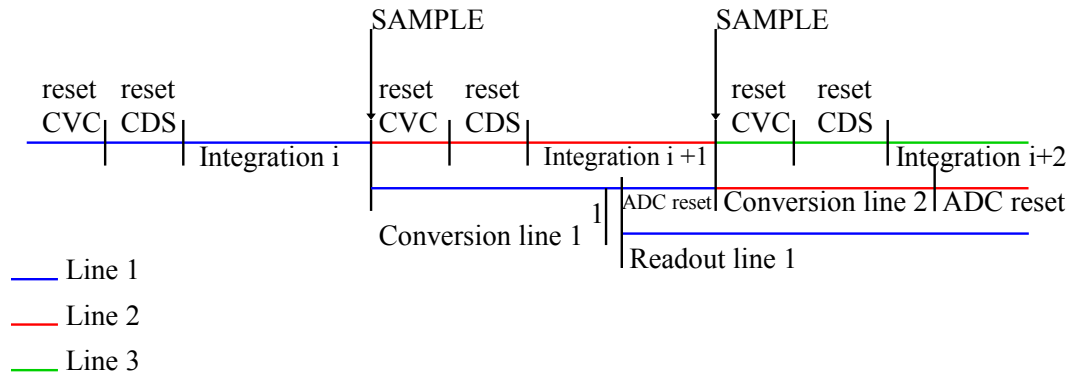 SAMPLE SAMPLE
reset reset reset reset reset reset
CVC CDS CVC CDS CVC CDS
Integration i Integration i +1 Integration i+2
1 ADC reset Conversion line 2 ADC reset
Conversion line 1
Readout line 1
Line 1
Line 2
Line 3